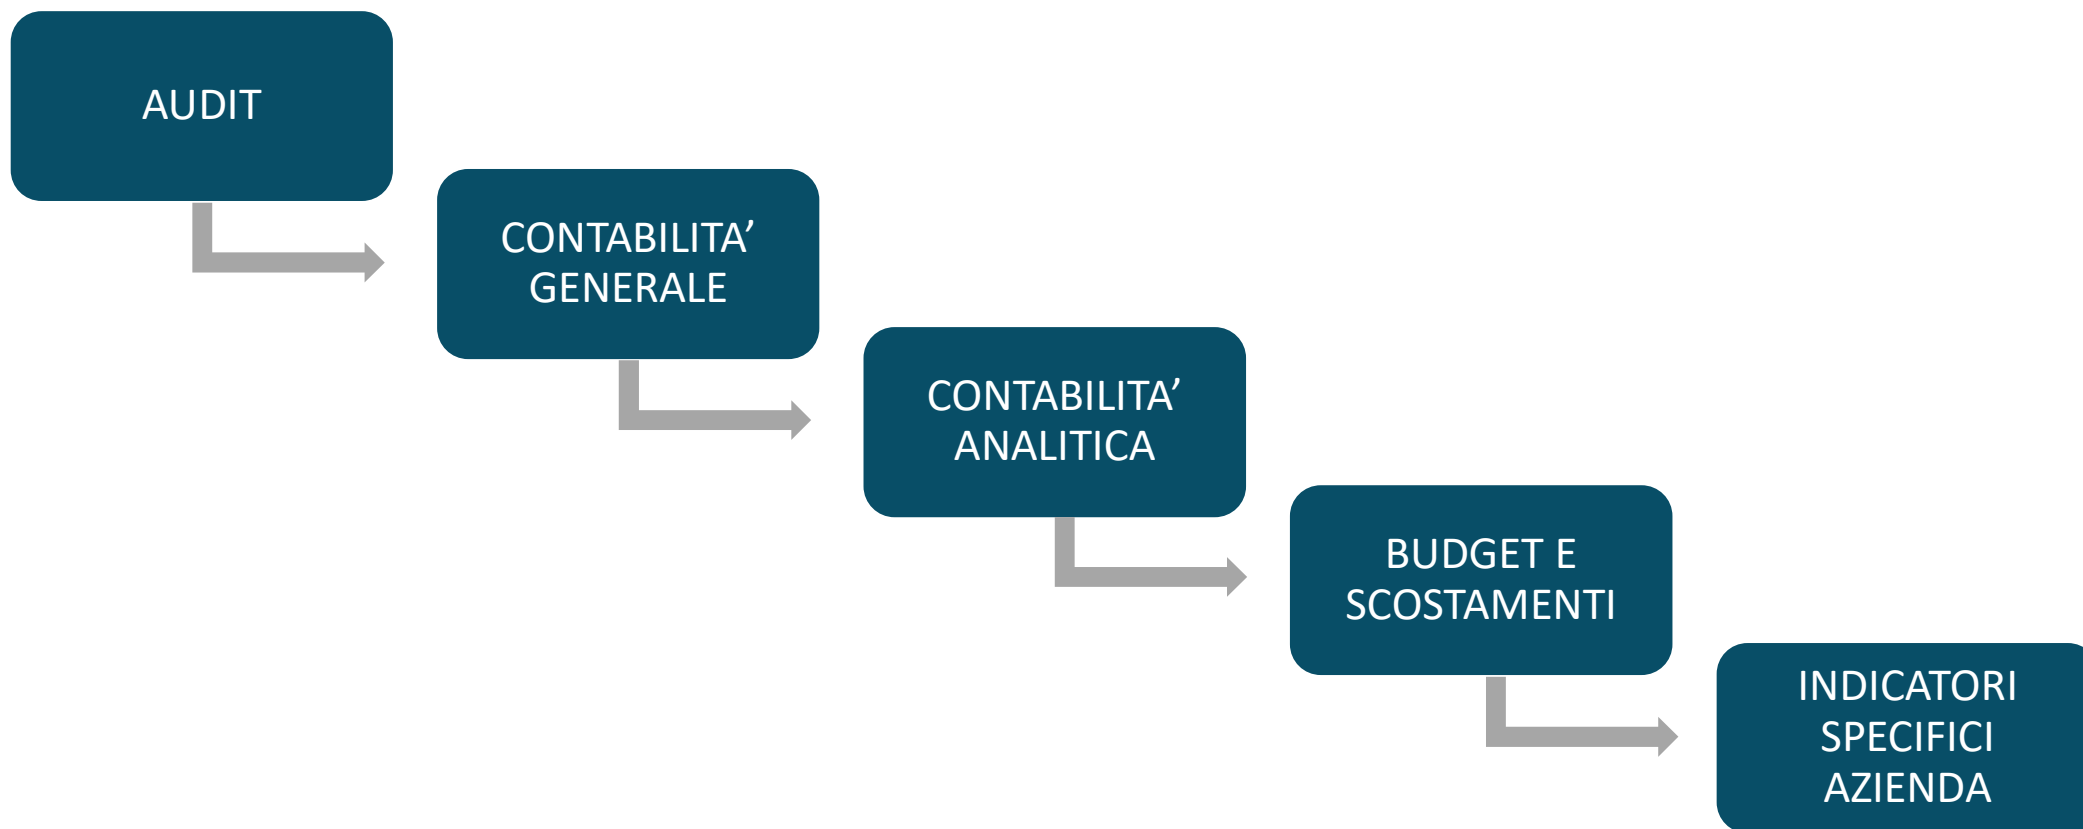 AUDIT
CONTABILITA’
GENERALE
CONTABILITA’
ANALITICA
BUDGET E
SCOSTAMENTI
INDICATORI
SPECIFICI
AZIENDA